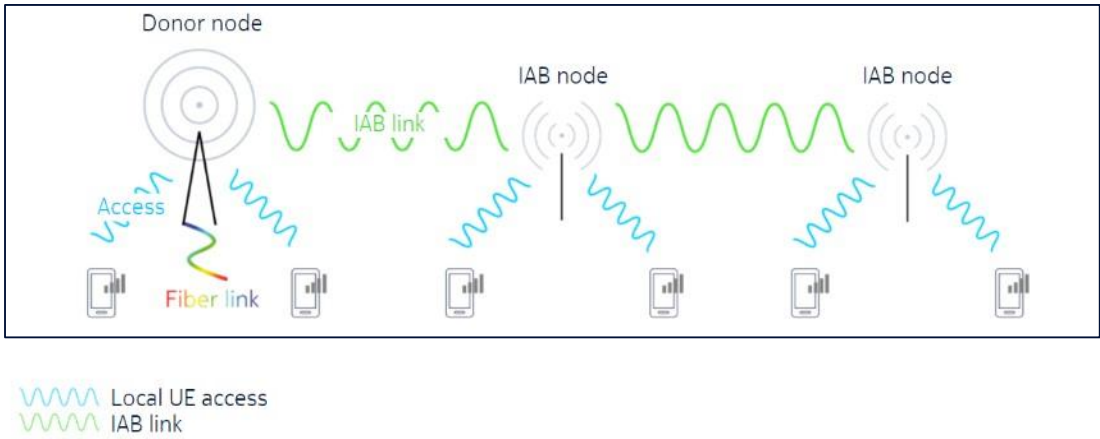 Donor node
IAB node
IAB node
IAB link
Access
Fiber link
Local UE access
IAB link